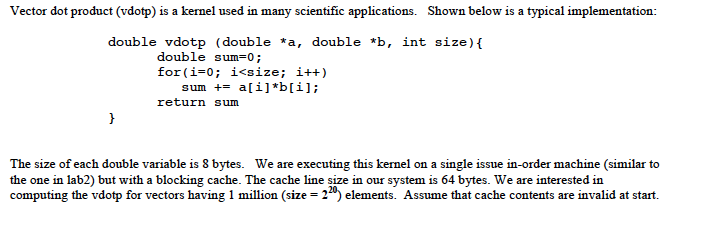 Vector dot product (vdotp) is a kernel used in many scientific applications. Shown below is a typical implementation:
double vdotp (double *a, double *b, int size){
double sum=0;
for(i=0; i<size; i++)
sum += a[i]*b[i];
return sum
}
The size of each double variable is 8 bytes. We are executing this kernel on a single issue in-order machine (similar to
the one in lab2) but with a blocking cache. The cache line size in our system is 64 bytes. We are interested in
computing the vdotp for vectors having 1 million (size = 2²⁰) elements. Assume that cache contents are invalid at start.